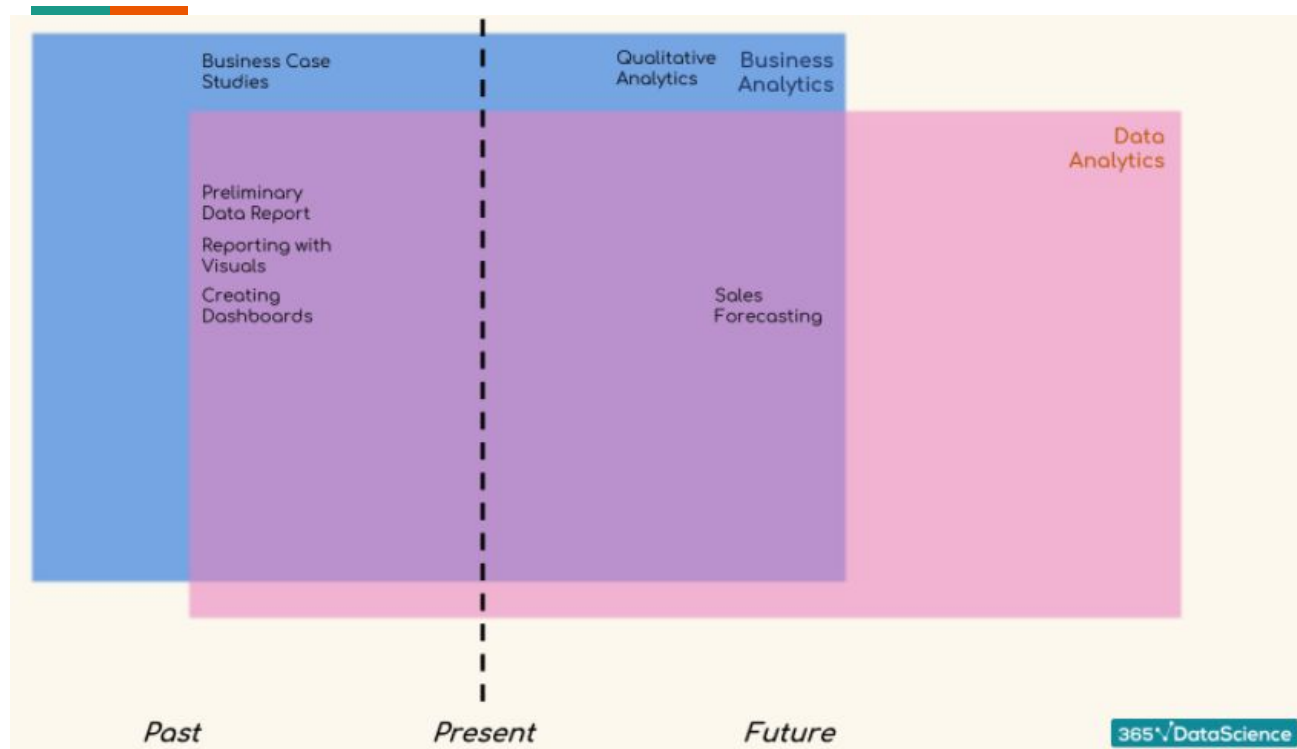 Business Case
Studies
Qualitative
Analytics
Business
Analytics
Data
Analytics
Preliminary
Data Report
Reporting with
Visuals
Creating
Dashboards
Sales
Forecasting
Past
Present
Future
365 DataScience